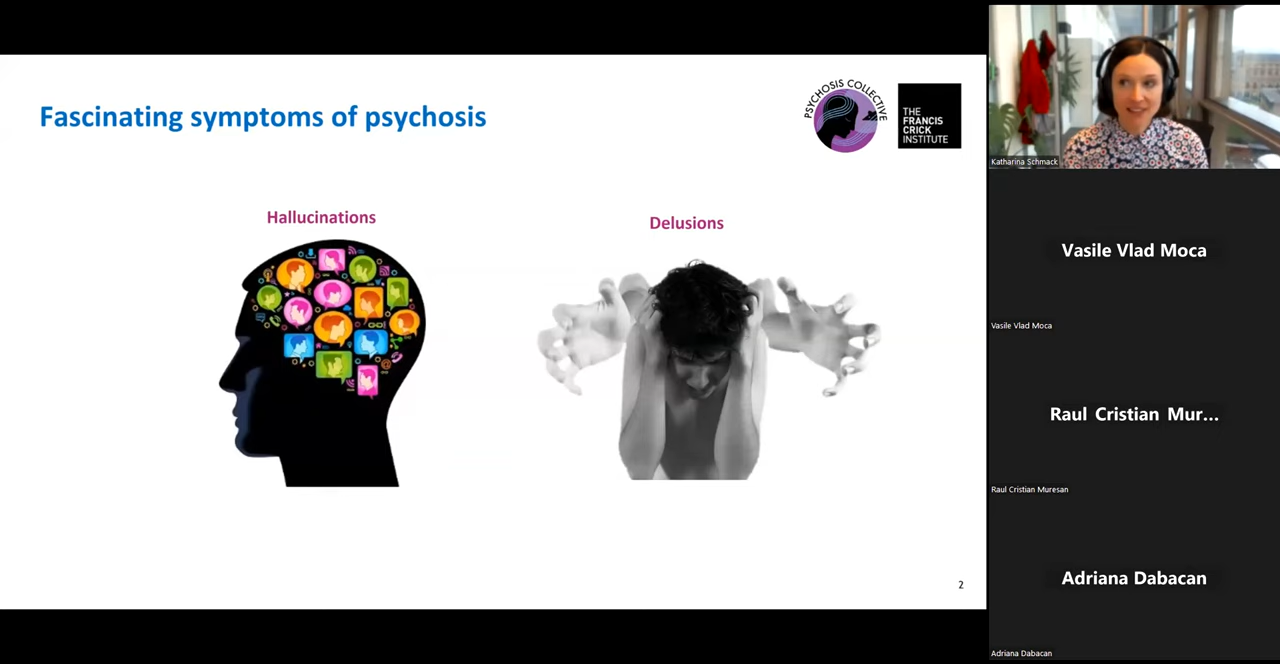 Fascinating symptoms of psychosis
PSYCHOSIS COLLECTIVE
THE
FRANCIS
CRICK
INSTITUTE
Hallucinations
Delusions
2
Katharina Schmack
Vasile Vlad Moca
Vasile Vlad Moca
Raul Cristian Mur...
Raul Cristian Muresan
Adriana Dabacan
Adriana Dabacan